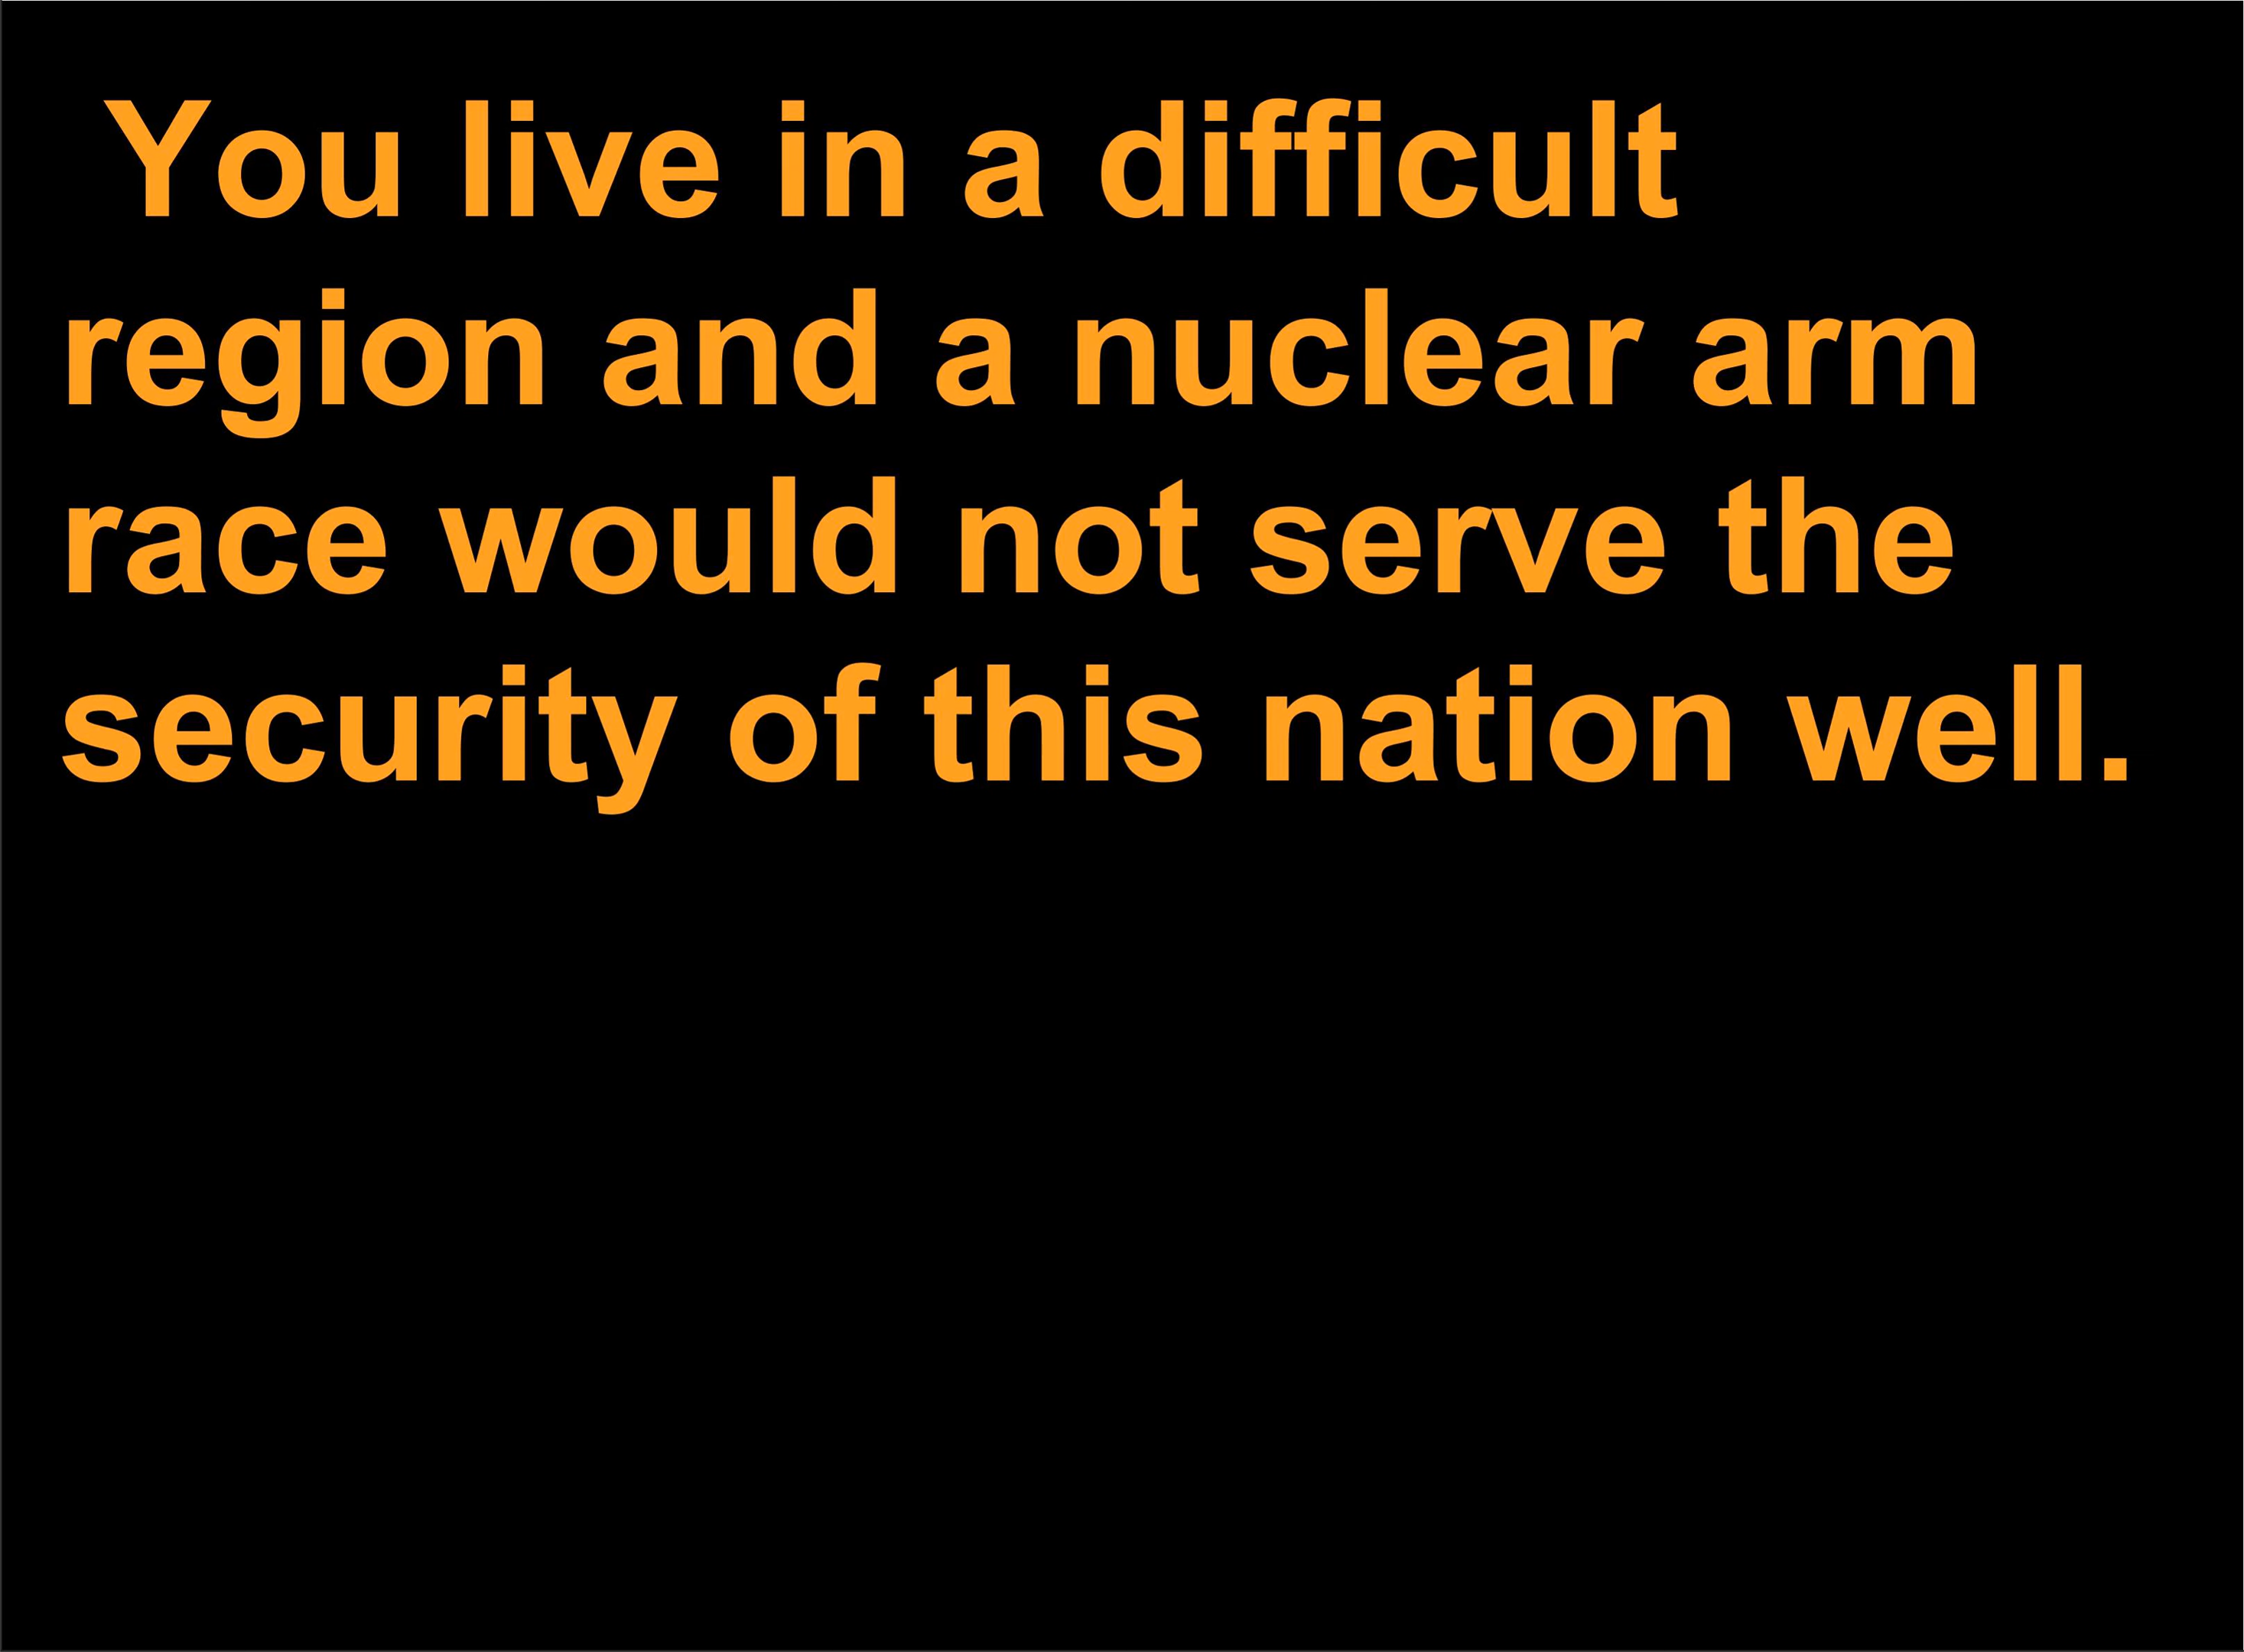 You live in a difficult
region and a nuclear arm
race would not serve the
security of this nation well.